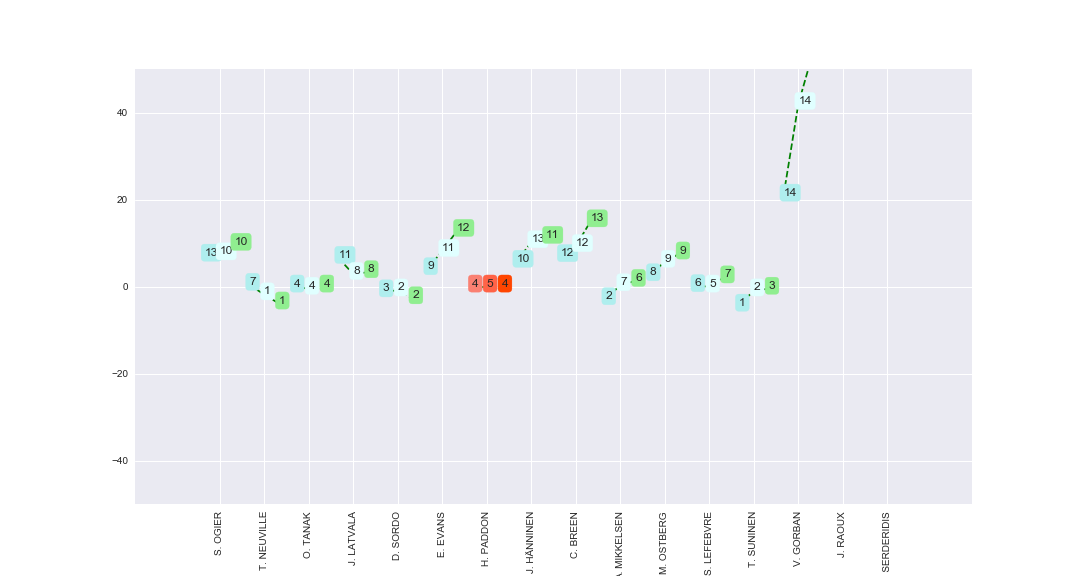 40
20
0
−20
−40
13 10 10
7 1 1
4 4 4
11 8 8
3 2 2
9 11 12
4 5 4
10 13 11
12 12 13
2 7 6
8 9 9
6 5 7
1 2 3
14 14
S. OGIER
T. NEUVILLE
O. TANAK
J. LATVALA
D. SORDO
E. EVANS
H. PADDON
J. HANNINEN
C. BREEN
MIKKELSEN
M. OSTBERG
S. LEFEBVRE
T. SUNINEN
V. GORBAN
J. RAOUX
SERDERIDIS